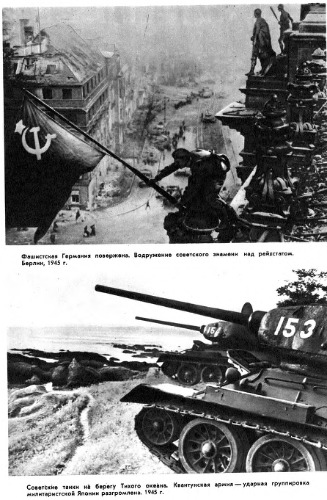 Фашистская Германия повержена. Водружение советского знамени над рейхстагом.
Берлин, 1945 г.
153
Советские танки на берегу Тихого океана. Квантунская армия — ударная группировка
милитаристской Японии разгромлена. 1945 г.